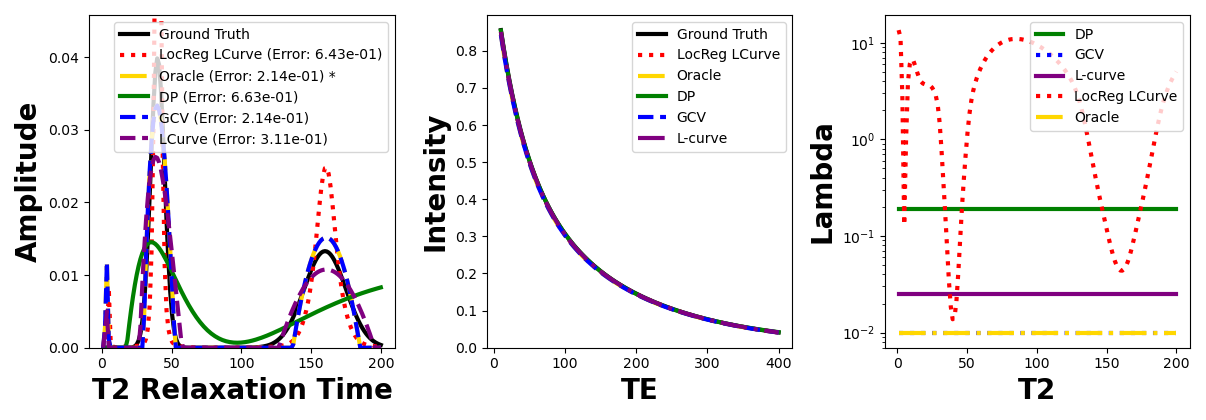 Amplitude
0.04
0.03
0.02
0.01
0.00
Ground Truth
LocReg LCurve (Error: 6.43e-01)
Oracle (Error: 2.14e-01) *
DP (Error: 6.63e-01)
GCV (Error: 2.14e-01)
LCurve (Error: 3.11e-01)
0 50 100 150 200
T2 Relaxation Time
Intensity
0.8
0.7
0.6
0.5
0.4
0.3
0.2
0.1
0.0
Ground Truth
LocReg LCurve
Oracle
DP
GCV
L-curve
0 100 200 300 400
TE
Lambda
10¹
10⁰
10⁻¹
10⁻²
DP
GCV
L-curve
LocReg LCurve
Oracle
0 50 100 150 200
T2